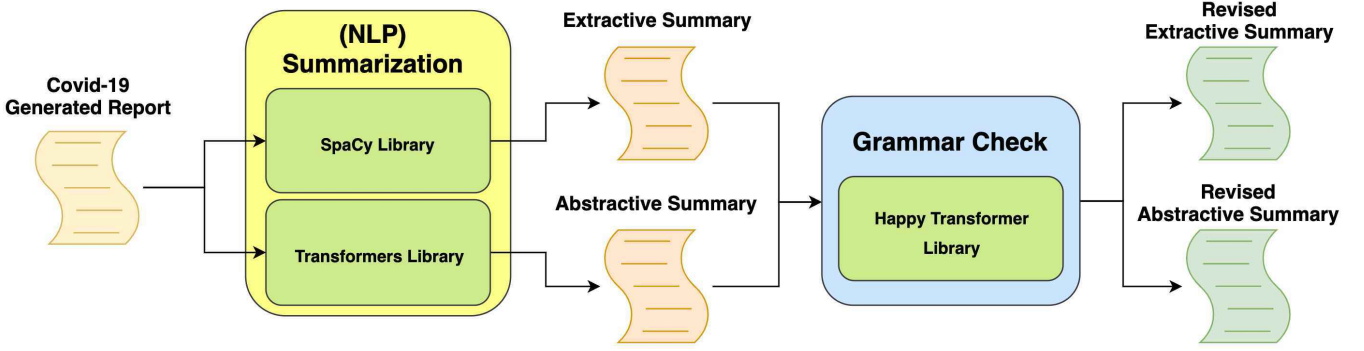 Covid-19
Generated Report
(NLP)
Summarization
SpaCy Library
Transformers Library
Extractive Summary
Abstractive Summary
Grammar Check
Happy Transformer
Library
Revised
Extractive Summary
Revised
Abstractive Summary